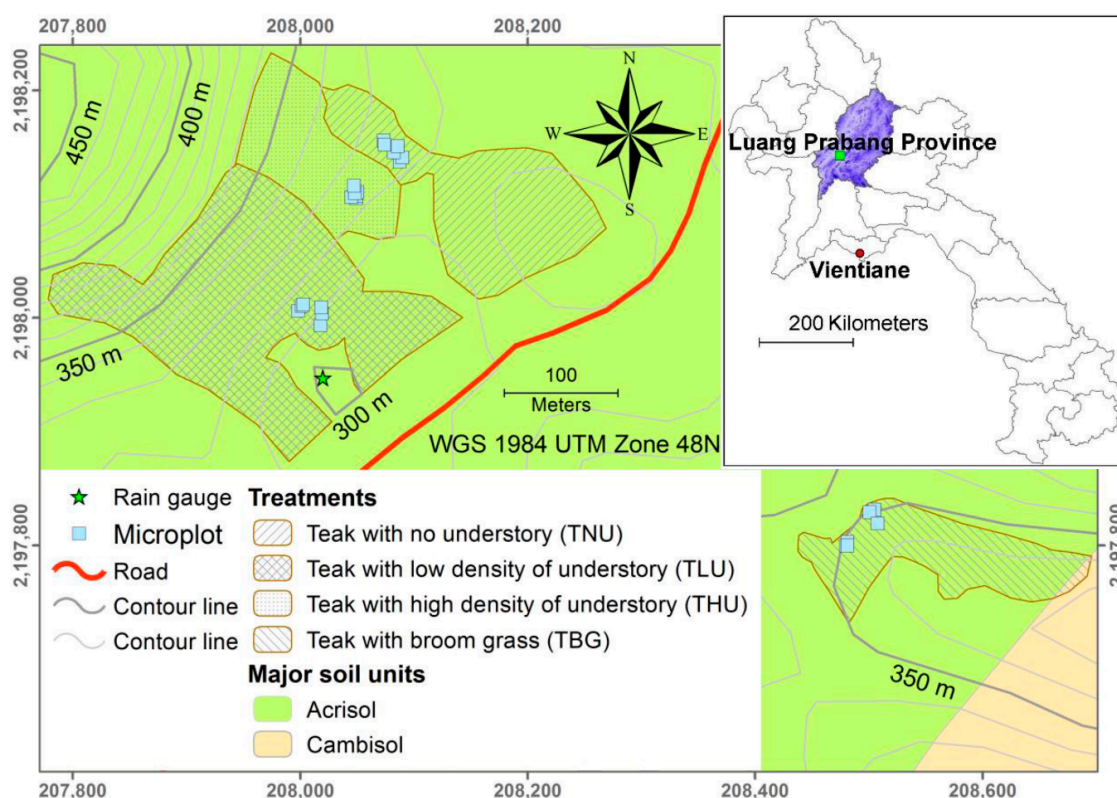 207,800
208,000
208,200
2,198,200
2,198,000
2,197,800
450 m
400 m
350 m
300 m
N
W
E
S
100
Meters
WGS 1984 UTM Zone 48N
Luang Prabang Province
Vientiane
200 Kilometers
Rain gauge
Microplot
Road
Contour line
Contour line
Treatments
Teak with no understory (TNU)
Teak with low density of understory (TLU)
Teak with high density of understory (THU)
Teak with broom grass (TBG)
Major soil units
Acrisol
Cambisol
350 m
2,197,800
207,800
208,000
208,200
208,400
208,600